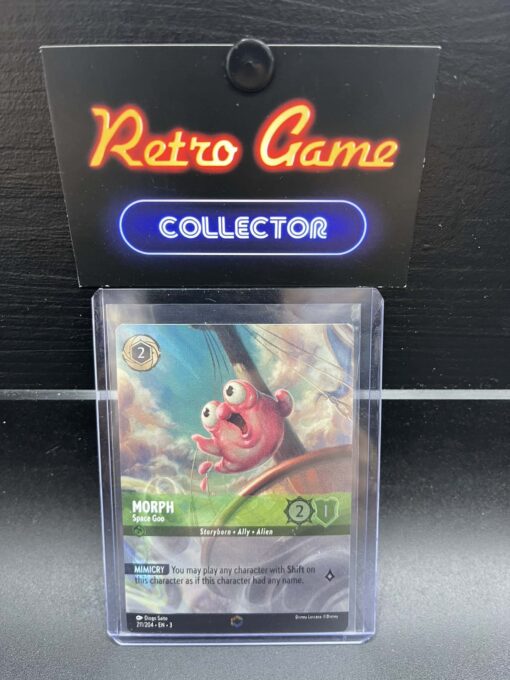 Retro Game
COLLECTOR
2
MORPH
Space Goo
2
1
Storyborn • Ally • Alien
MIMICRY You may play any character with Shift on
this character as if this character had any name.
Diogo Saito
211/204 • EN • 3
Disney Lorcana ©Disney